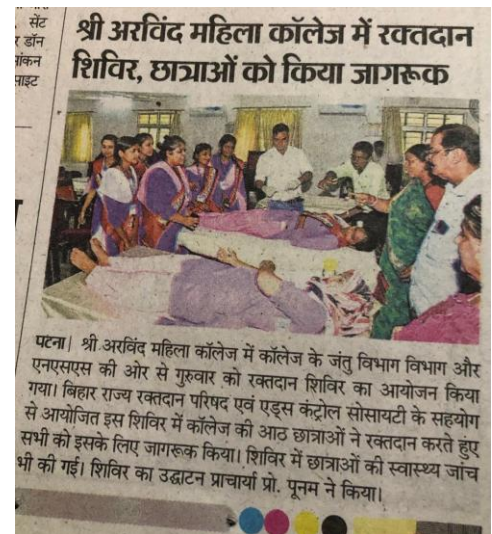 सेंट
डॉन
साइट
श्री अरविंद महिला कॉलेज में रक्तदान
शिविर, छात्राओं को किया जागरूक
पटना| श्री अरविंद महिला कॉलेज में कॉलेज के जंतु विभाग विभाग और
एनएसएस की ओर से गुरुवार को रक्तदान शिविर का आयोजन किया
गया। बिहार राज्य रक्तदान परिषद एवं एड्स कंट्रोल सोसायटी के सहयोग
से आयोजित इस शिविर में कॉलेज की आठ छात्राओं ने रक्तदान करते हुए
सभी को इसके लिए जागरूक किया। शिविर में छात्राओं की स्वास्थ्य जांच
भी की गई। शिविर का उद्घाटन प्राचार्या प्रो. पूनम ने किया।